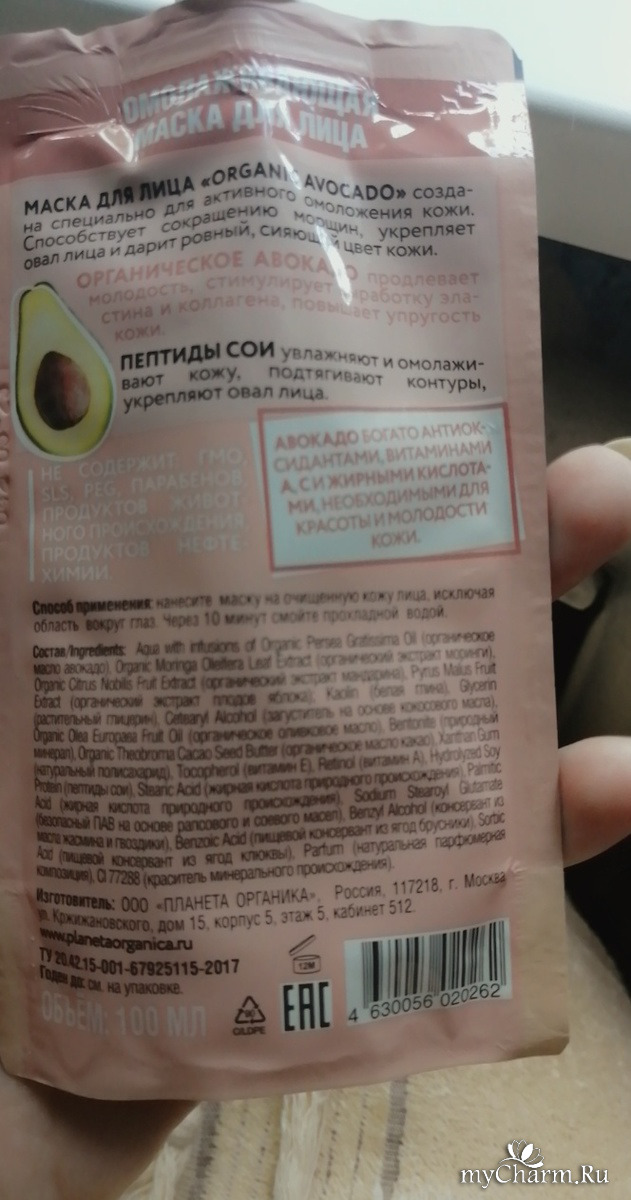 ОМОЛАЖИВАЮЩАЯ
МАСКА ДЛЯ ЛИЦА
МАСКА ДЛЯ ЛИЦА «ORGANIC AVOCADO» созда-
на специально для активного омоложения кожи.
Способствует сокращению морщин, укрепляет
овал лица и дарит ровный, сияющий цвет кожи.
ОРГАНИЧЕСКОЕ АВОКАДО продлевает
молодость, стимулирует выработку эла-
стина и коллагена, повышает упругость
кожи.
ПЕПТИДЫ СОИ увлажняют и омолажи-
вают кожу, подтягивают контуры,
укрепляют овал лица.
АВОКАДО БОГАТО АНТИОК-
СИДАНТАМИ, ВИТАМИНАМИ
А, С И ЖИРНЫМИ КИСЛОТА-
МИ, НЕОБХОДИМЫМИ ДЛЯ
КРАСОТЫ И МОЛОДОСТИ
КОЖИ.
НЕ СОДЕРЖИТ: ГМО,
SLS, PEG, ПАРАБЕНОВ,
ПРОДУКТОВ ЖИВОТ-
НОГО ПРОИСХОЖДЕНИЯ,
ПРОДУКТОВ НЕФТЕ-
ХИМИИ.
Способ применения: нанесите маску на очищенную кожу лица, исключая
область вокруг глаз. Через 10 минут смойте прохладной водой.
Состав/Ingredients: Aqua with infusions of Organic Persea Gratissima Oil (органическое
масло авокадо), Organic Moringa Oleifera Leaf Extract (органический экстракт моринги),
Organic Citrus Nobilis Fruit Extract (органический экстракт мандарина), Pyrus Malus Fruit
Extract (органический экстракт плодов яблока); Kaolin (белая глина), Glycerin
(растительный глицерин), Cetearyl Alcohol (загуститель на основе кокосового масла),
Organic Olea Europaea Fruit Oil (органическое оливковое масло), Bentonite (природный
минерал), Organic Theobroma Cacao Seed Butter (органическое масло какао), Xanthan Gum
(натуральный полисахарид), Tocopherol (витамин Е), Retinol (витамин А), Hydrolyzed Soy
Protein (пептиды сои), Stearic Acid (жирная кислота природного происхождения), Palmitic
Acid (жирная кислота природного происхождения), Sodium Stearoyl Glutamate
(безопасный ПАВ на основе рапсового и соевого масел), Benzyl Alcohol (консервант из
масла жасмина и гвоздики), Benzoic Acid (пищевой консервант из ягод брусники), Sorbic
Acid (пищевой консервант из ягод клюквы), Parfum (натуральная парфюмерная
композиция), CI 77288 (краситель минерального происхождения).
Изготовитель: ООО «ПЛАНЕТА ОРГАНИКА», Россия, 117218, г. Москва
ул. Кржижановского, дом 15, корпус 5, этаж 5, кабинет 512.
www.planetaorganica.ru
ТУ 20.42.15-001-67925115-2017
Годен до: см. на упаковке.
ОБЪЕМ: 100 МЛ
90
C/LDPE
EAC
12M
4 630056 020262
myCharm.Ru